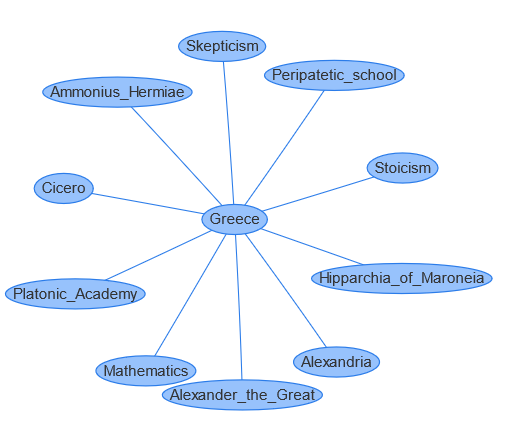 Skepticism
Peripatetic_school
Ammonius_Hermiae
Stoicism
Cicero
Greece
Hipparchia_of_Maroneia
Platonic_Academy
Alexandria
Mathematics
Alexander_the_Great